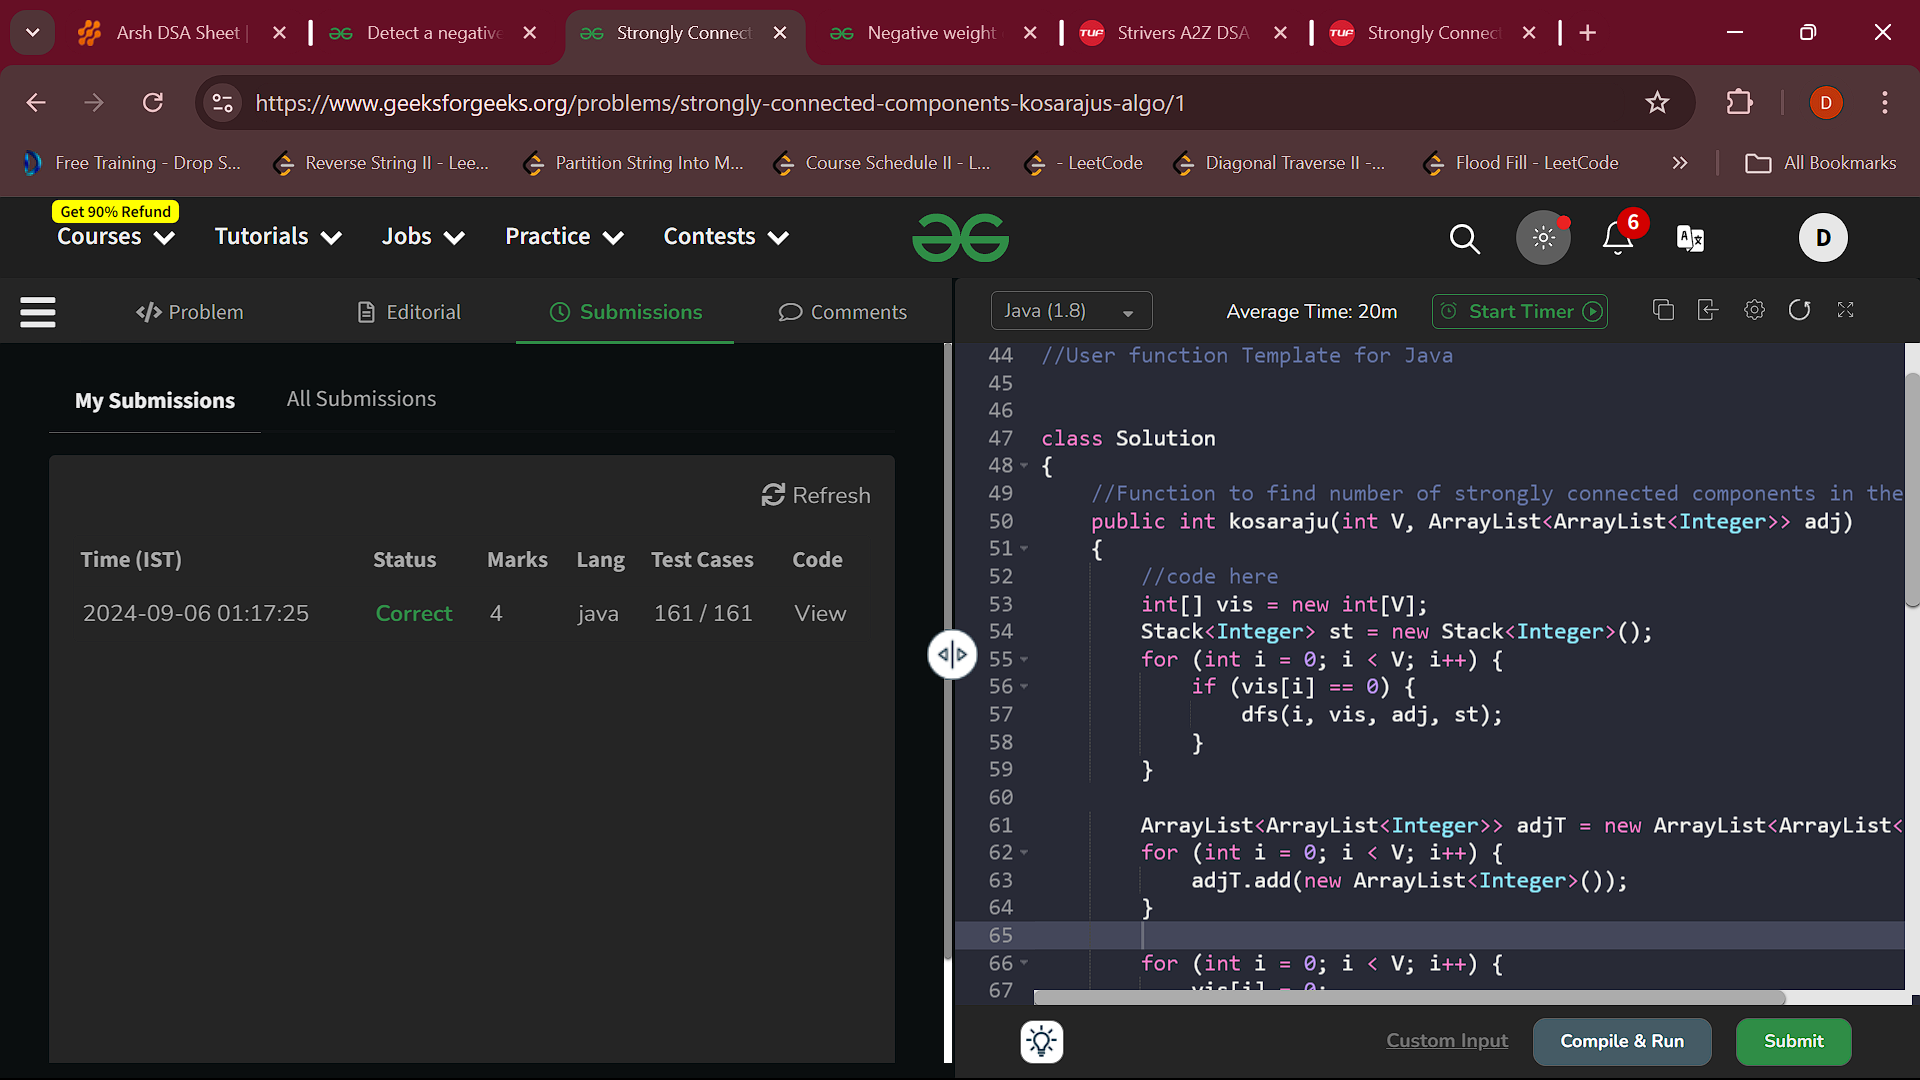 Arsh DSA Sheet
Detect a negative
Strongly Connect
Negative weight
TUF Strivers A2Z DSA
TUF Strongly Connect
https://www.geeksforgeeks.org/problems/strongly-connected-components-kosarajus-algo/1
D
Free Training - Drop S...
Reverse String II - Lee...
Partition String Into M...
Course Schedule II - L...
- LeetCode
Diagonal Traverse II -...
Flood Fill - LeetCode
All Bookmarks
Get 90% Refund
Courses
Tutorials
Jobs
Practice
Contests
6
D
</> Problem
Editorial
Submissions
Comments
Java (1.8)
Average Time: 20m
Start Timer
My Submissions
All Submissions
Refresh
Time (IST) Status Marks Lang Test Cases Code
2024-09-06 01:17:25 Correct 4 java 161 / 161 View
44 //User function Template for Java
45
46
47 class Solution
48 {
49 //Function to find number of strongly connected components in the
50 public int kosaraju(int V, ArrayList<ArrayList<Integer>> adj)
51 {
52 //code here
53 int[] vis = new int[V];
54 Stack<Integer> st = new Stack<Integer>();
55 for (int i = 0; i < V; i++) {
56 if (vis[i] == 0) {
57 dfs(i, vis, adj, st);
58 }
59 }
60
61 ArrayList<ArrayList<Integer>> adjT = new ArrayList<ArrayList<
62 for (int i = 0; i < V; i++) {
63 adjT.add(new ArrayList<Integer>());
64 }
65
66 for (int i = 0; i < V; i++) {
67 vis[i] = 0;
Custom Input
Compile & Run
Submit